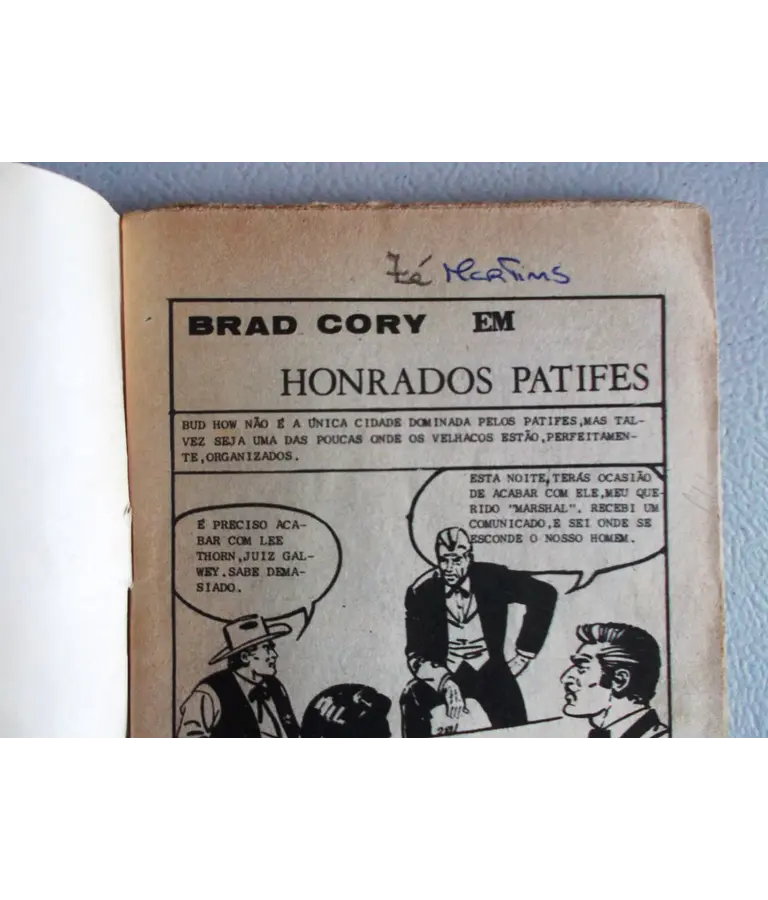 Zé Martins
BRAD CORY EM
HONRADOS PATIFES
BUD HOW NÃO É A ÚNICA CIDADE DOMINADA PELOS PATIFES,MAS TAL-
VEZ SEJA UMA DAS POUCAS ONDE OS VELHACOS ESTÃO,PERFEITAMEN-
TE,ORGANIZADOS.
É PRECISO ACA-
BAR COM LEE
THORN,JUIZ GAL-
WEY.SABE DEMA-
SIADO.
ESTA NOITE,TERÁS OCASIÃO
DE ACABAR COM ELE,MEU QUE-
RIDO "MARSHAL". RECEBI UM
COMUNICADO,E SEI ONDE SE
ESCONDE O NOSSO HOMEM.